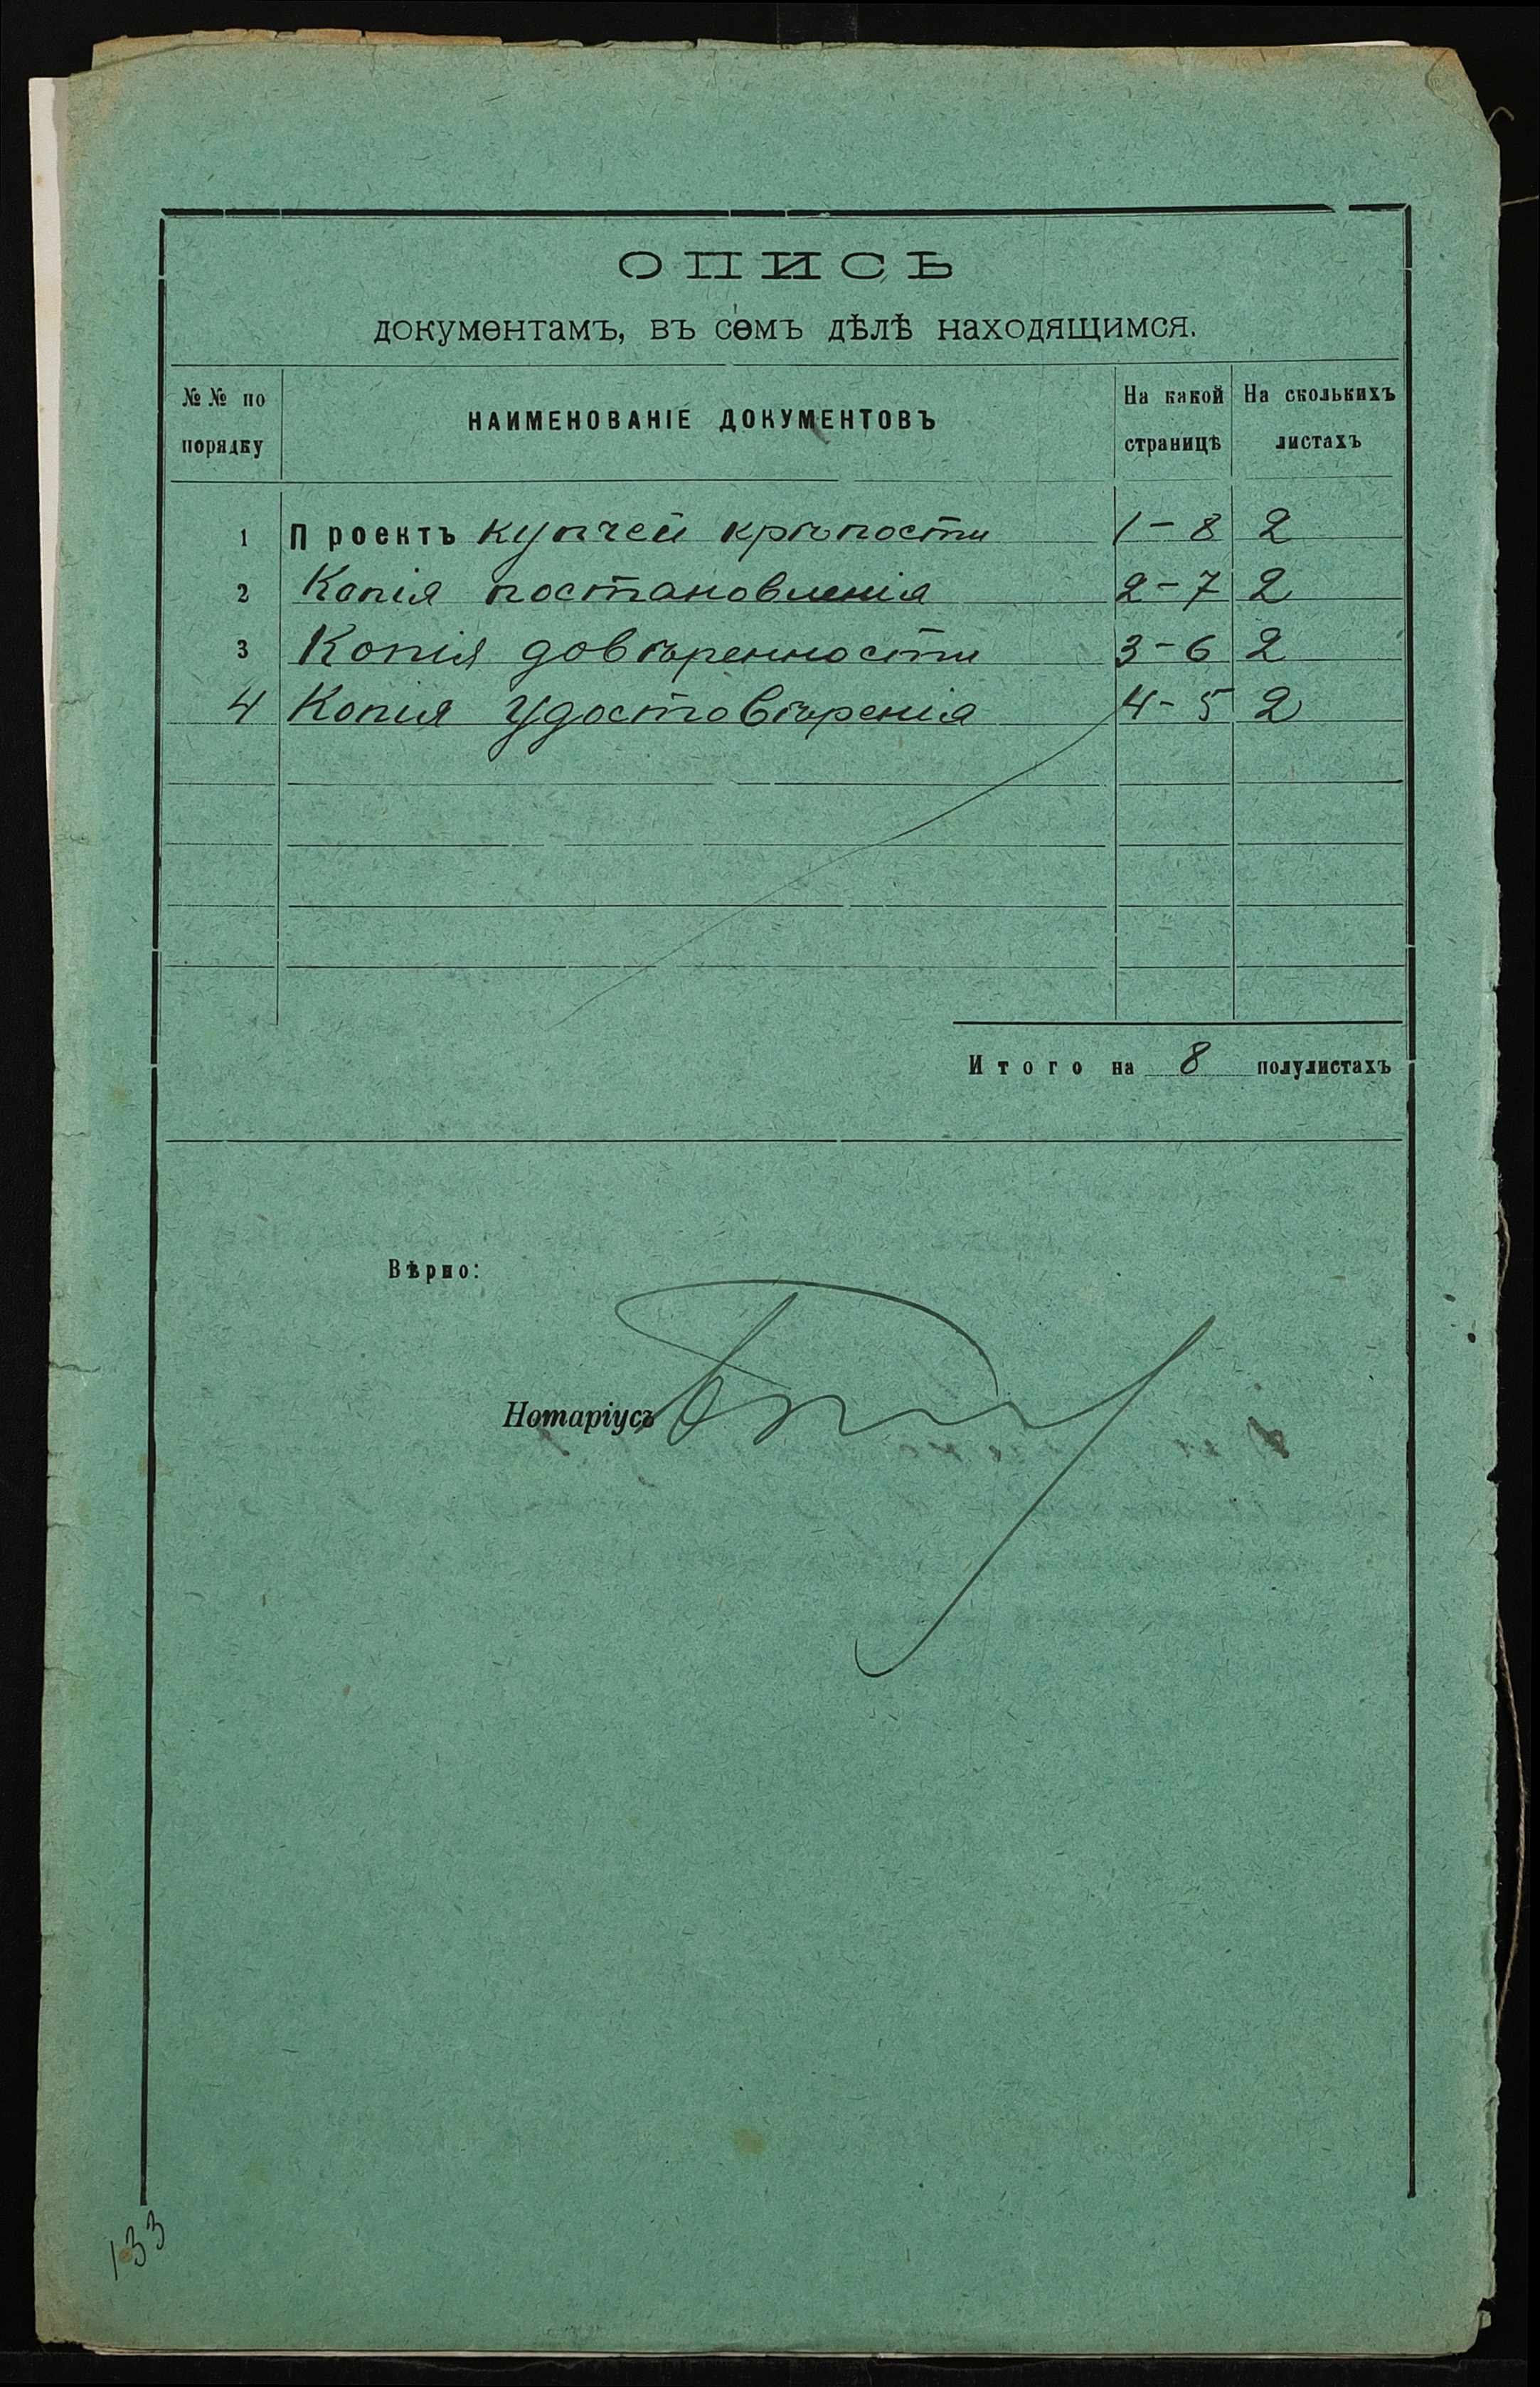 ОПИСЬ
документамъ, въ семъ дѣлѣ находящимся.
№№ по порядку
НАИМЕНОВАНІЕ ДОКУМЕНТОВЪ
На какой страницѣ
На сколькихъ листахъ
1 Проектъ купчей крѣпости 1-8 2
2 Копія постановленія 2-7 2
3 Копія довѣренности 3-6 2
4 Копія удостовѣренія 4-5 2
Итого на 8 полулистахъ
Вѣрно:
Нотаріусъ
133